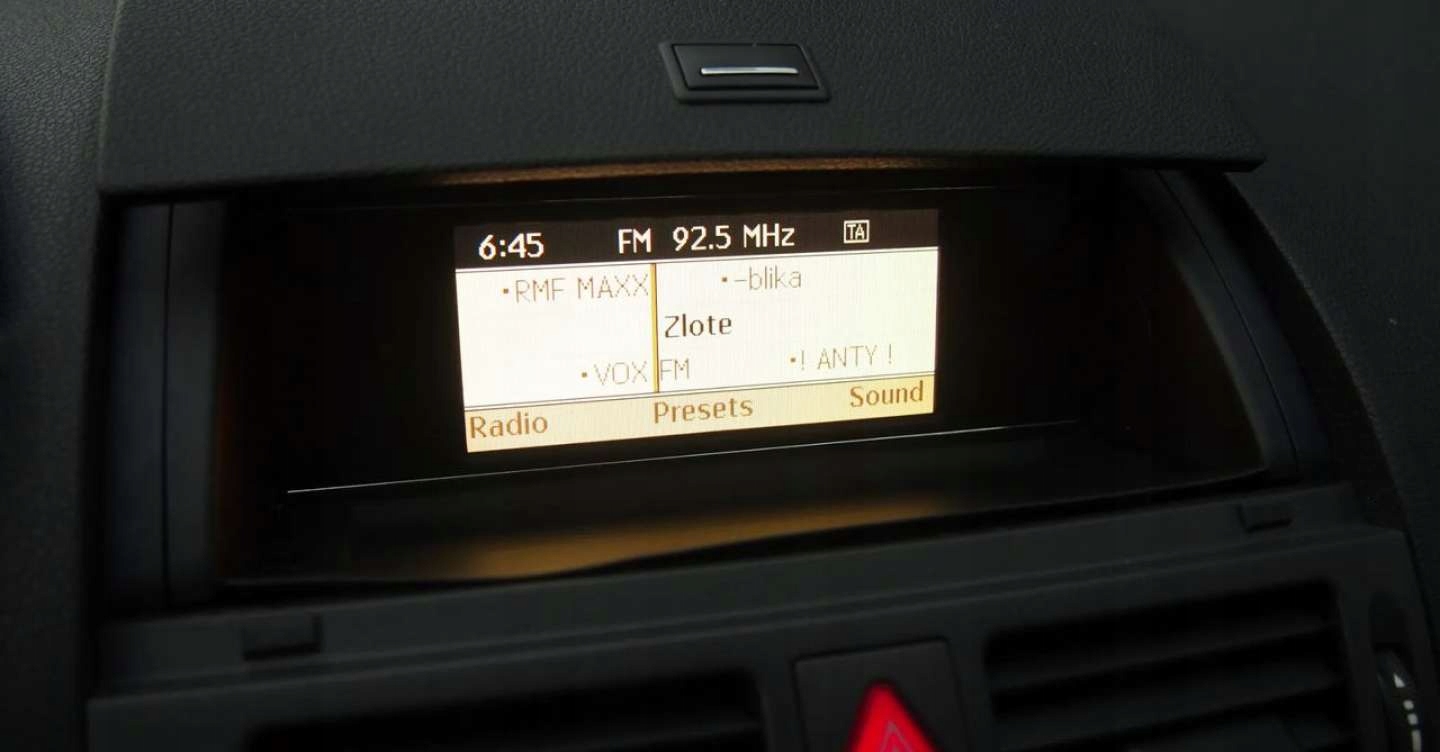 6:45 FM 92.5 MHz TA
•RMF MAXX •-blika
Zlote
•VOX FM •! ANTY !
Radio Presets Sound